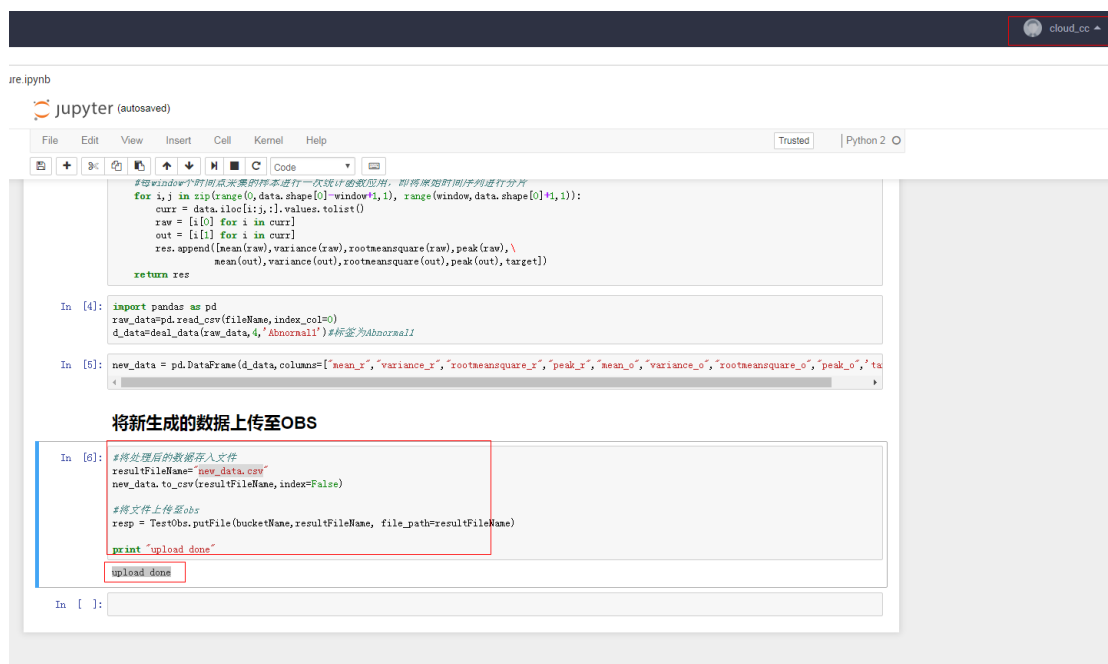 cloud_cc
ure.ipynb
jupyter (autosaved)
File Edit View Insert Cell Kernel Help Trusted Python 2
Code
#每window个时间点采集的样本进行一次统计函数应用，即将原始时间序列进行分片
for i,j in zip(range(0,data.shape[0]-window+1,1), range(window,data.shape[0]+1,1)):
curr = data.iloc[i:j,:].values.tolist()
raw = [i[0] for i in curr]
out = [i[1] for i in curr]
res.append([mean(raw),variance(raw),rootmeansquare(raw),peak(raw),\
mean(out),variance(out),rootmeansquare(out),peak(out),target])
return res
In [4]: import pandas as pd
raw_data=pd.read_csv(fileName,index_col=0)
d_data=deal_data(raw_data,4,'Abnormal1')#标签为Abnormal1
In [5]: new_data = pd.DataFrame(d_data,columns=["mean_r","variance_r","rootmeansquare_r","peak_r","mean_o","variance_o","rootmeansquare_o","peak_o",'ta
将新生成的数据上传至OBS
In [6]: #将处理后的数据存入文件
resultFileName="new_data.csv"
new_data.to_csv(resultFileName,index=False)
#将文件上传至obs
resp = TestObs.putFile(bucketName,resultFileName, file_path=resultFileName)
print "upload done"
upload done
In [ ]: